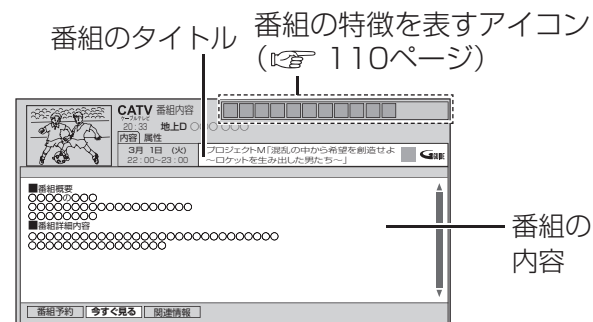 番組のタイトル
番組の特徴を表すアイコン
(☞ 110ページ)
CATV 番組内容
ケーブルテレビ
20:33 地上D ○○○ ○○○
内容 属性
3月 1日 (火)
22:00~23:00
プロジェクトM「混乱の中から希望を創造せよ
~ロケットを生み出した男たち~」
■番組概要
○○○○の○○○
○○○○○○○○○○○○○○○○○○○
○○○○○○○○
■番組詳細内容
○○○○○○○○○○○○○○○○○○○○○○○○○○○○○
○○○○○○○○○○○○○○○○
番組の
内容
番組予約 今すぐ見る 関連情報